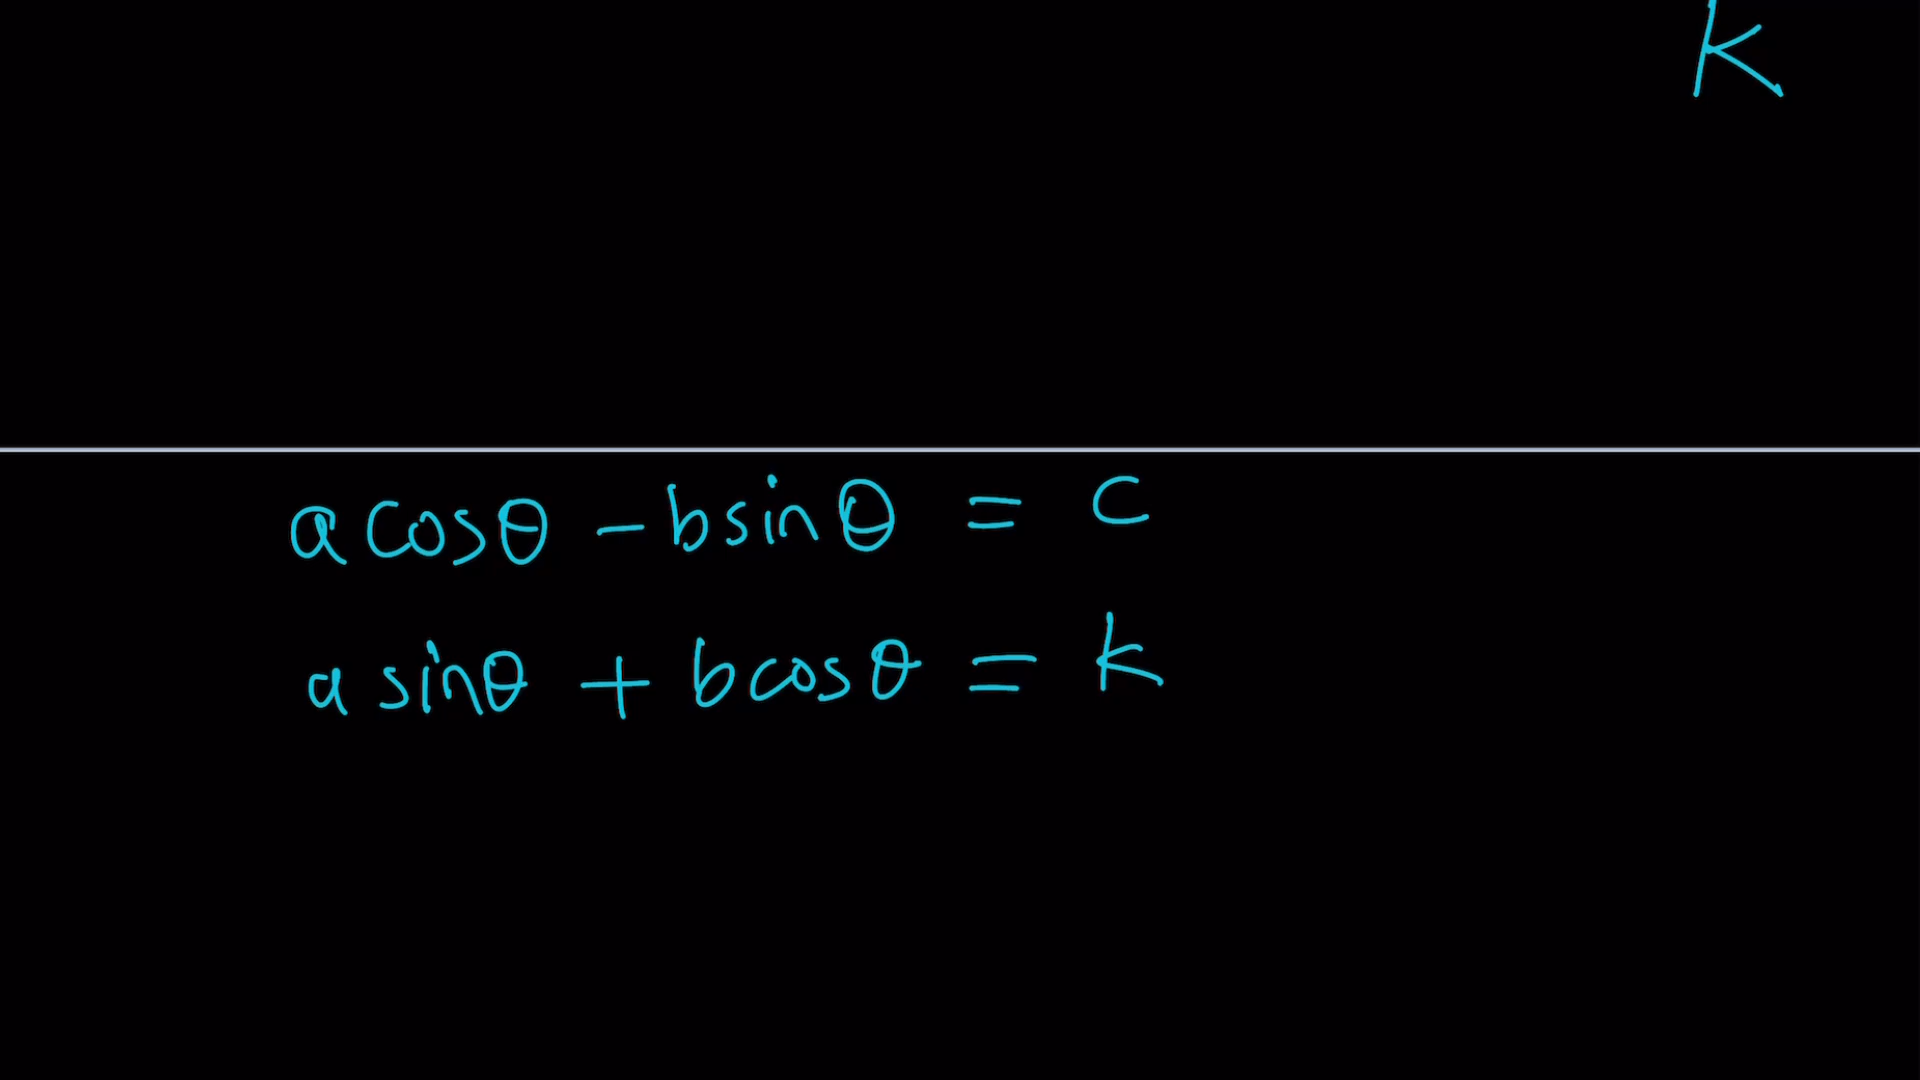 K
a cosθ - b sinθ = c
a sinθ + b cosθ = k